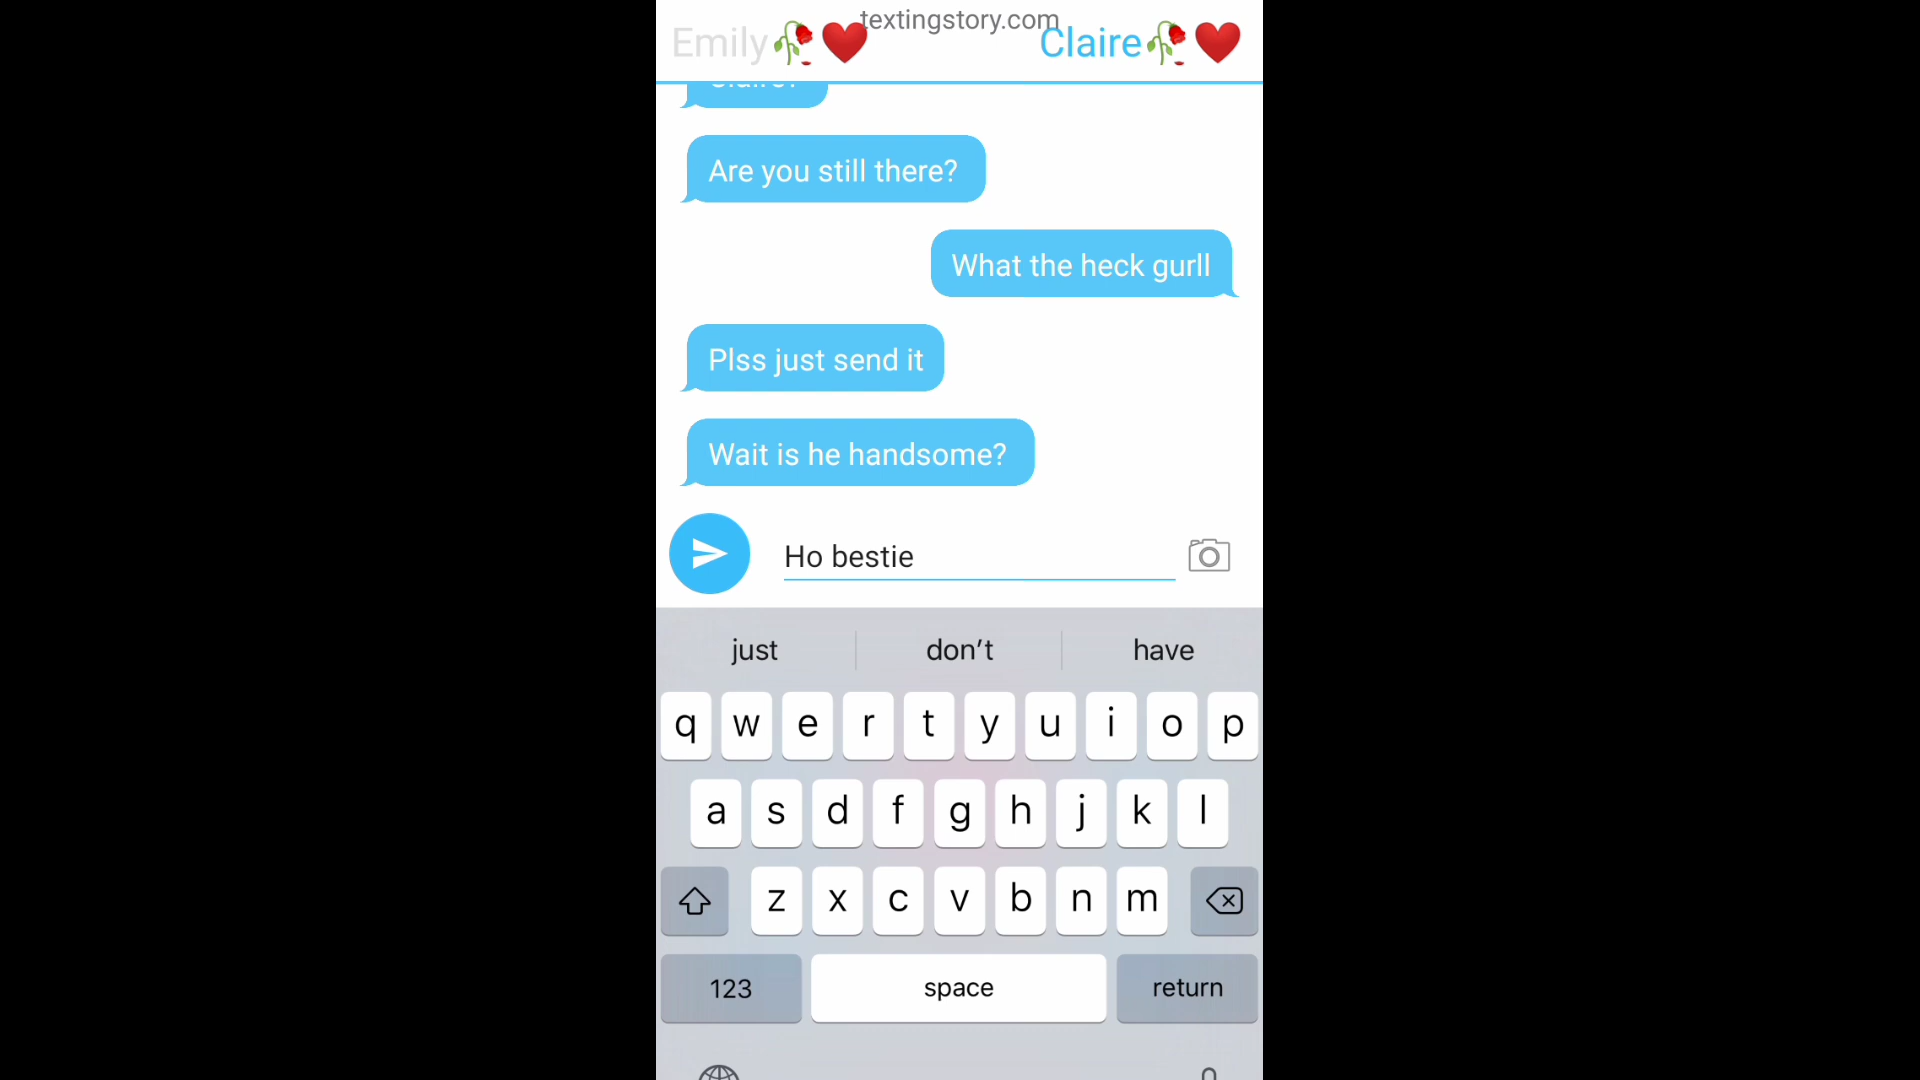 textingstory.com
Emily🥀❤️ Claire🥀❤️
Claire?
Are you still there?
What the heck gurll
Plss just send it
Wait is he handsome?
Ho bestie
just don't have
q w e r t y u i o p
a s d f g h j k l
z x c v b n m
123 space return